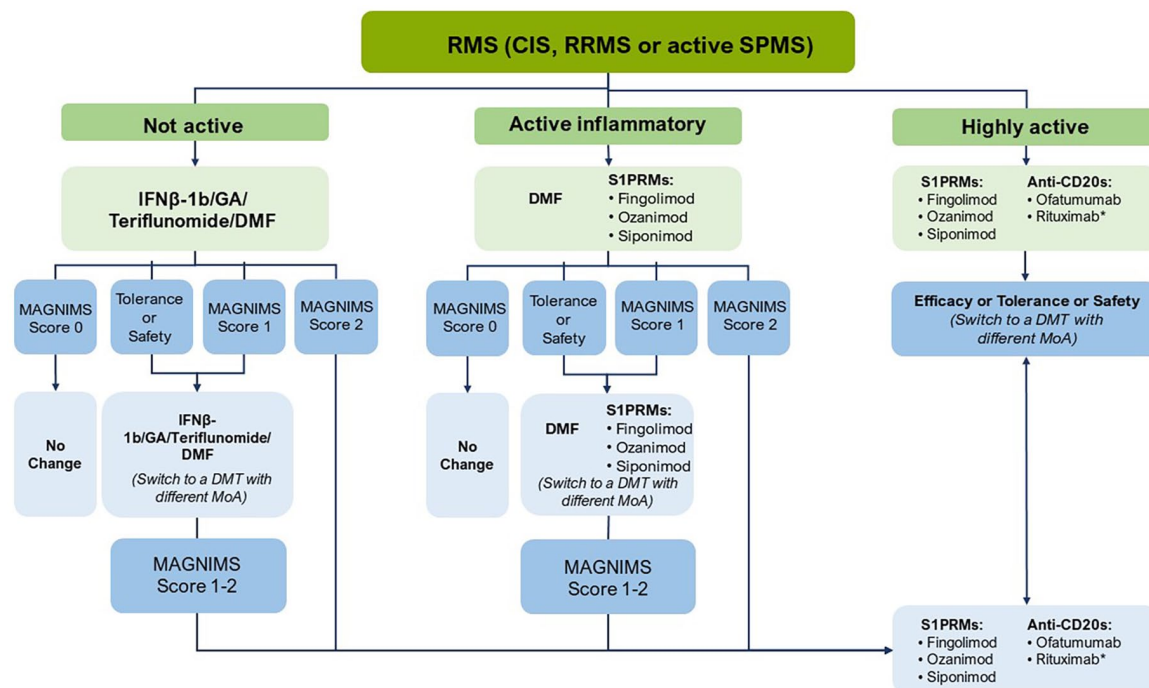 RMS (CIS, RRMS or active SPMS)
Not active
Active inflammatory
Highly active
IFNβ-1b/GA/
Teriflunomide/DMF
DMF
S1PRMs:
• Fingolimod
• Ozanimod
• Siponimod
S1PRMs:
• Fingolimod
• Ozanimod
• Siponimod
Anti-CD20s:
• Ofatumumab
• Rituximab*
MAGNIMS
Score 0
Tolerance
or
Safety
MAGNIMS
Score 1
MAGNIMS
Score 2
MAGNIMS
Score 0
Tolerance
or
Safety
MAGNIMS
Score 1
MAGNIMS
Score 2
Efficacy or Tolerance or Safety
(Switch to a DMT with
different MoA)
No
Change
IFNβ-
1b/GA/Teriflunomide/
DMF
(Switch to a DMT with
different MoA)
No
Change
DMF
S1PRMs:
• Fingolimod
• Ozanimod
• Siponimod
(Switch to a DMT with
different MoA)
MAGNIMS
Score 1-2
MAGNIMS
Score 1-2
S1PRMs:
• Fingolimod
• Ozanimod
• Siponimod
Anti-CD20s:
• Ofatumumab
• Rituximab*